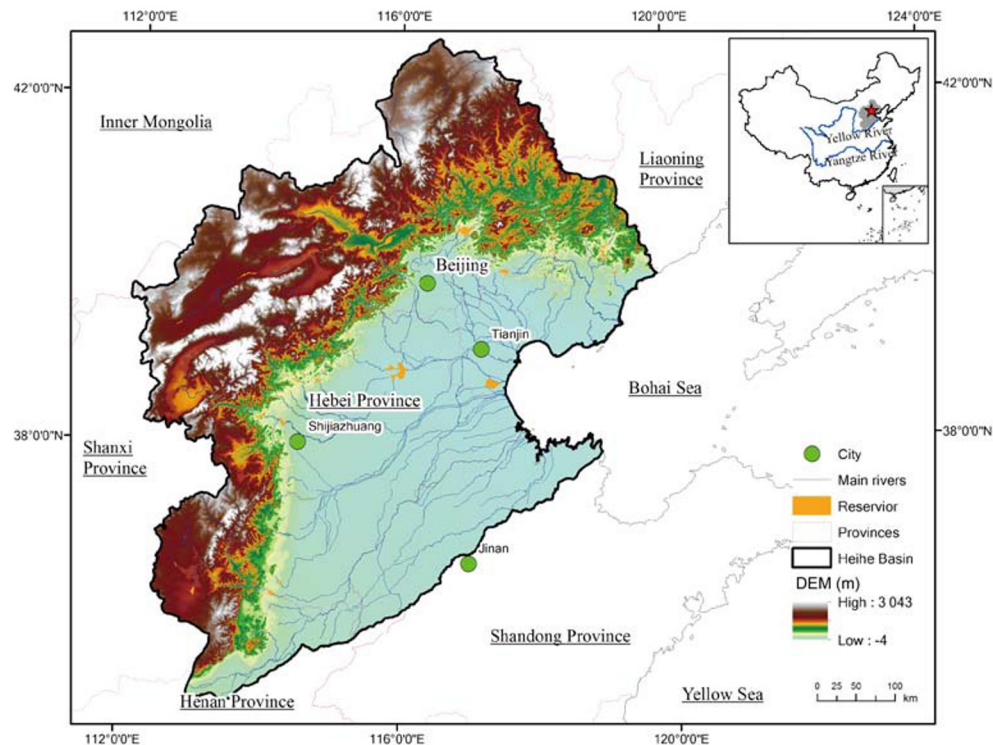 112°0'0"E
116°0'0"E
120°0'0"E
124°0'0"E
42°0'0"N
42°0'0"N
Inner Mongolia
Liaoning
Province
Yellow River
Yangtze River
Beijing
Tianjin
Bohai Sea
Hebei Province
Shijiazhuang
38°0'0"N
38°0'0"N
Shanxi
Province
City
Main rivers
Reservior
Provinces
Heihe Basin
Jinan
DEM (m)
High : 3 043
Low : -4
Shandong Province
Henan Province
Yellow Sea
0 25 50 100
km
112°0'0"E
116°0'0"E
120°0'0"E